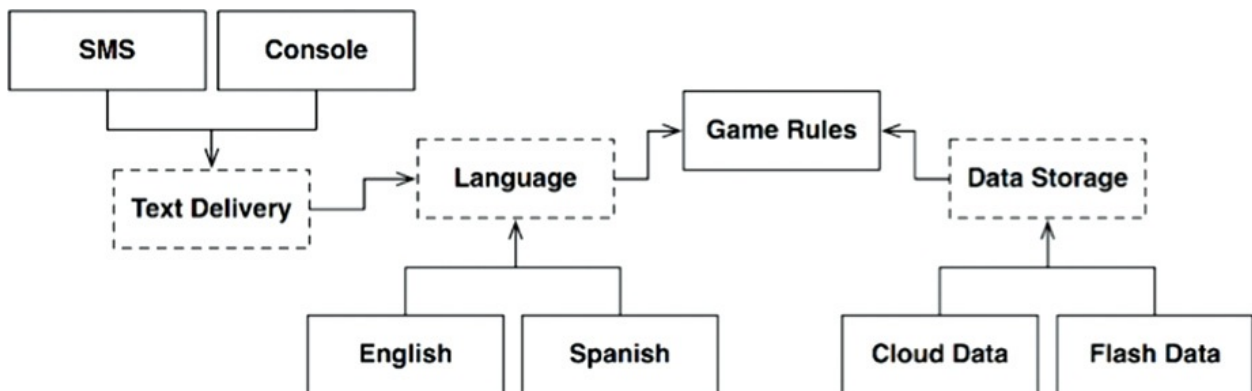 SMS
Console
Game Rules
Language
Data Storage
Text Delivery
English
Spanish
Cloud Data
Flash Data